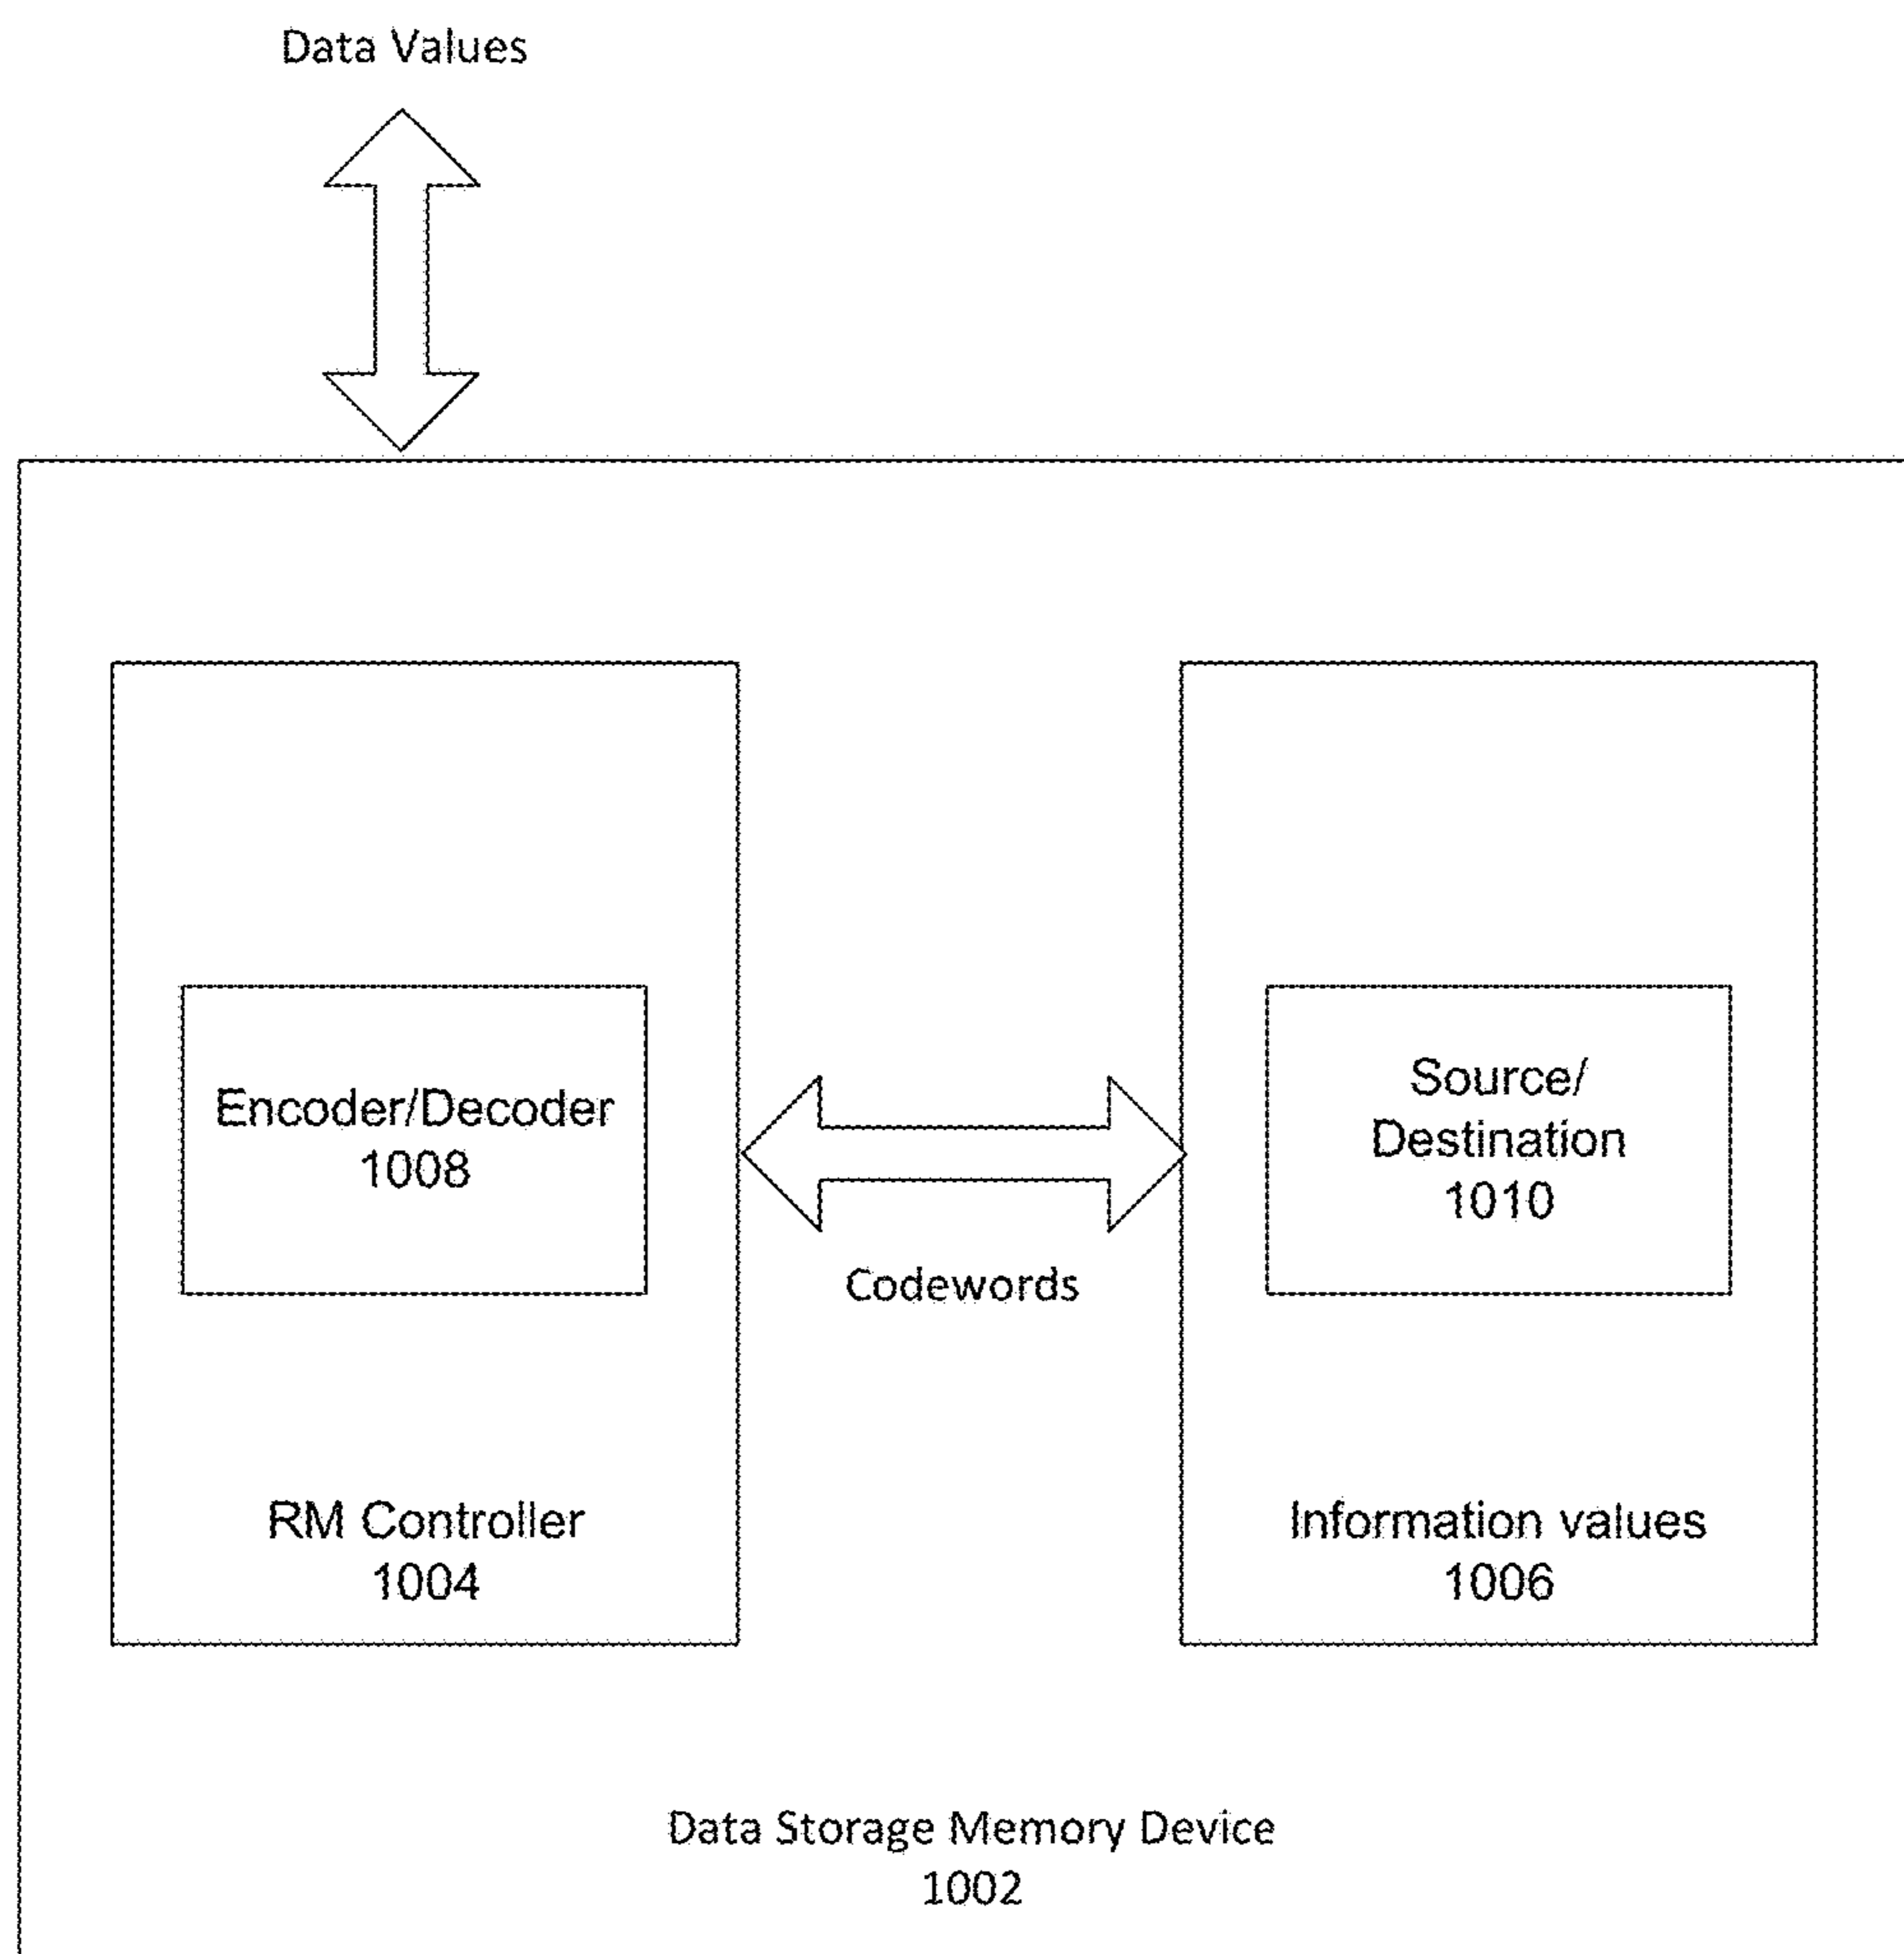 Data Values
Encoder/Decoder
1008
Source/
Destination
1010
Codewords
RM Controller
1004
Information values
1006
Data Storage Memory Device
1002